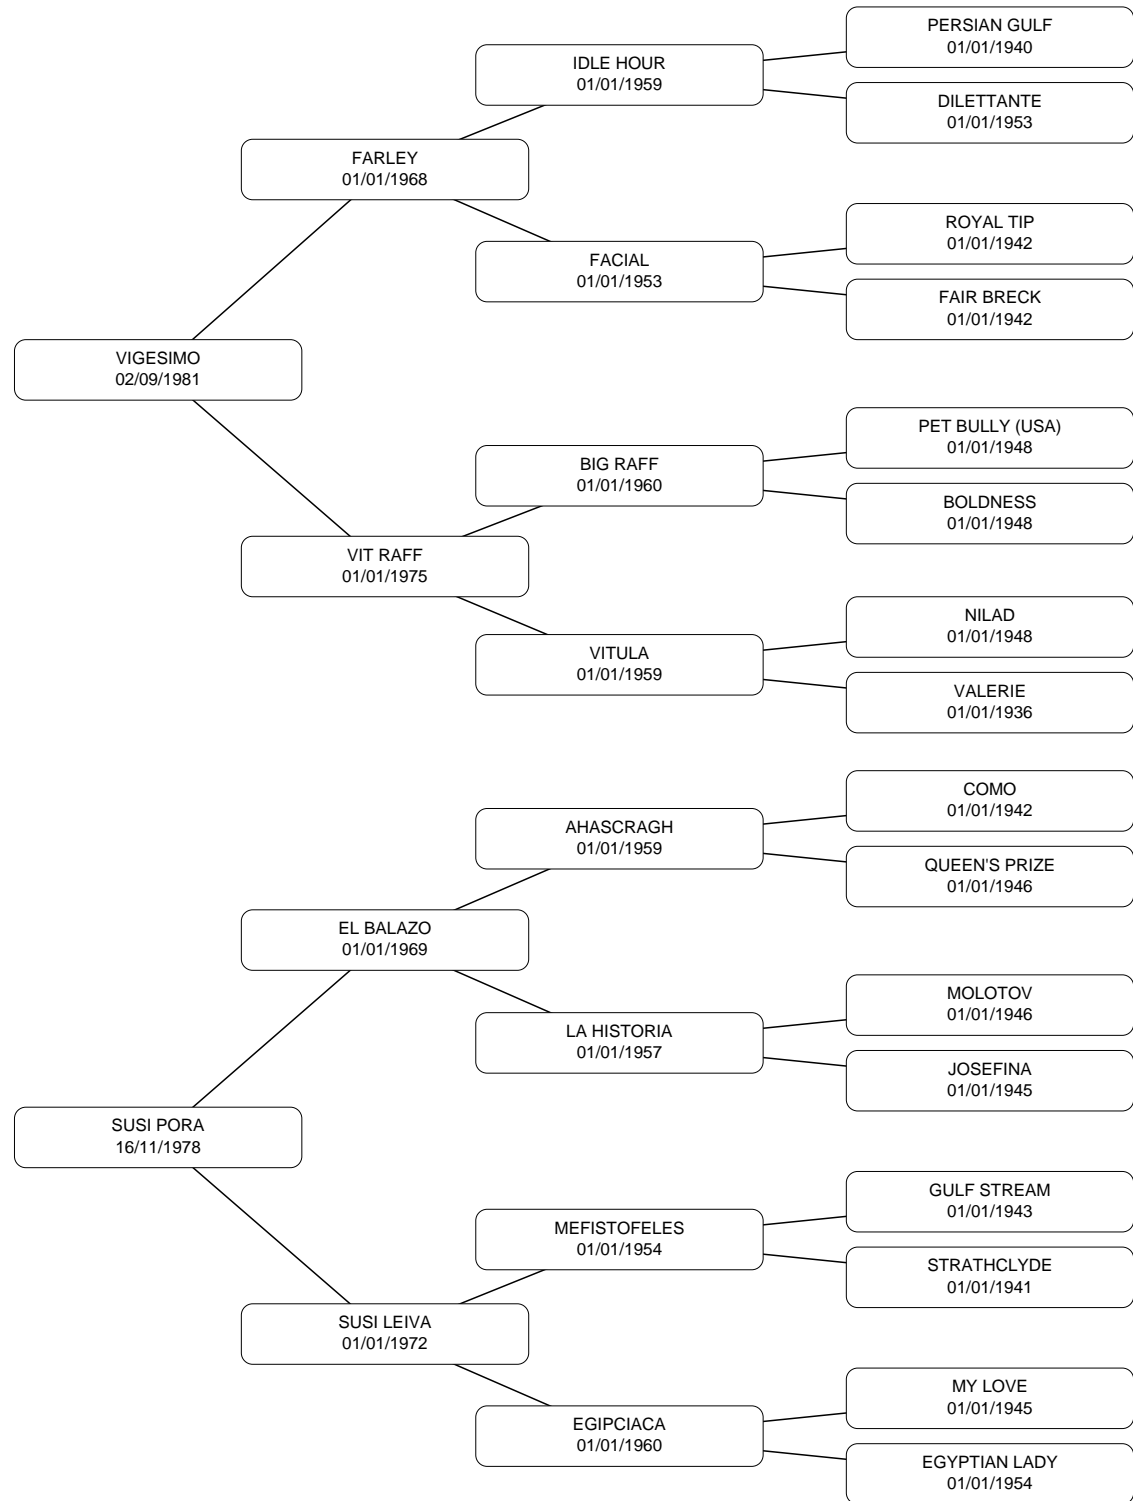 PERSIAN GULF
01/01/1940
IDLE HOUR
01/01/1959
DILETTANTE
01/01/1953
FARLEY
01/01/1968
ROYAL TIP
01/01/1942
FACIAL
01/01/1953
FAIR BRECK
01/01/1942
VIGESIMO
02/09/1981
PET BULLY (USA)
01/01/1948
BIG RAFF
01/01/1960
BOLDNESS
01/01/1948
VIT RAFF
01/01/1975
NILAD
01/01/1948
VITULA
01/01/1959
VALERIE
01/01/1936
COMO
01/01/1942
AHASCRAGH
01/01/1959
QUEEN'S PRIZE
01/01/1946
EL BALAZO
01/01/1969
MOLOTOV
01/01/1946
LA HISTORIA
01/01/1957
JOSEFINA
01/01/1945
SUSI PORA
16/11/1978
GULF STREAM
01/01/1943
MEFISTOFELES
01/01/1954
STRATHCLYDE
01/01/1941
SUSI LEIVA
01/01/1972
MY LOVE
01/01/1945
EGIPCIACA
01/01/1960
EGYPTIAN LADY
01/01/1954